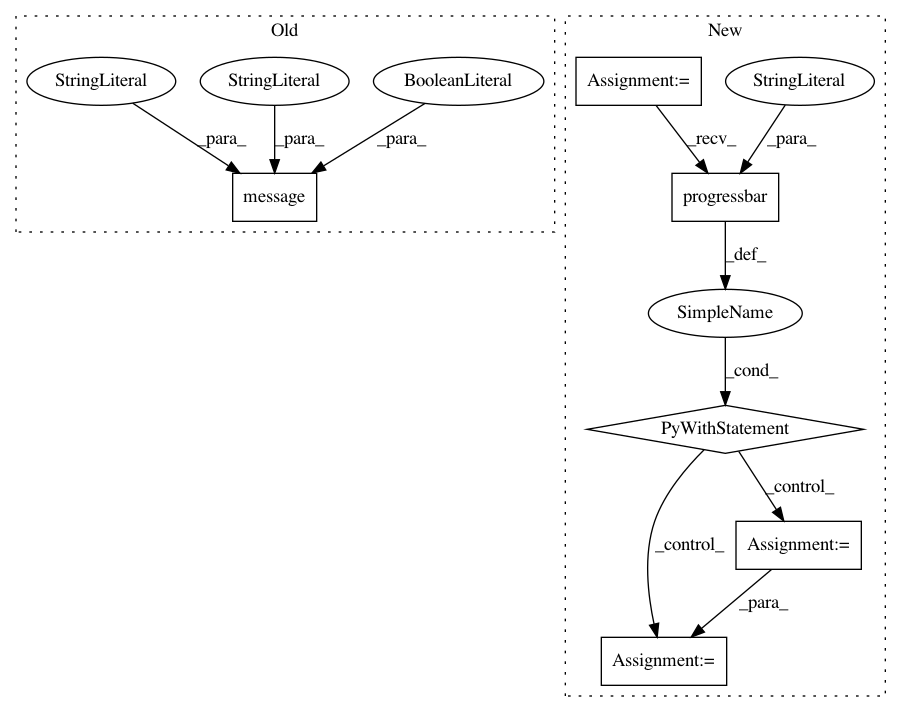 Old
New
StringLiteral
StringLiteral
BooleanLiteral
Assignment:=
StringLiteral
_para_
_para_
_para_
_recv_
_para_
message
progressbar
_def_
SimpleName
_cond_
PyWithStatement
_control_
_control_
Assignment:=
_para_
Assignment:=